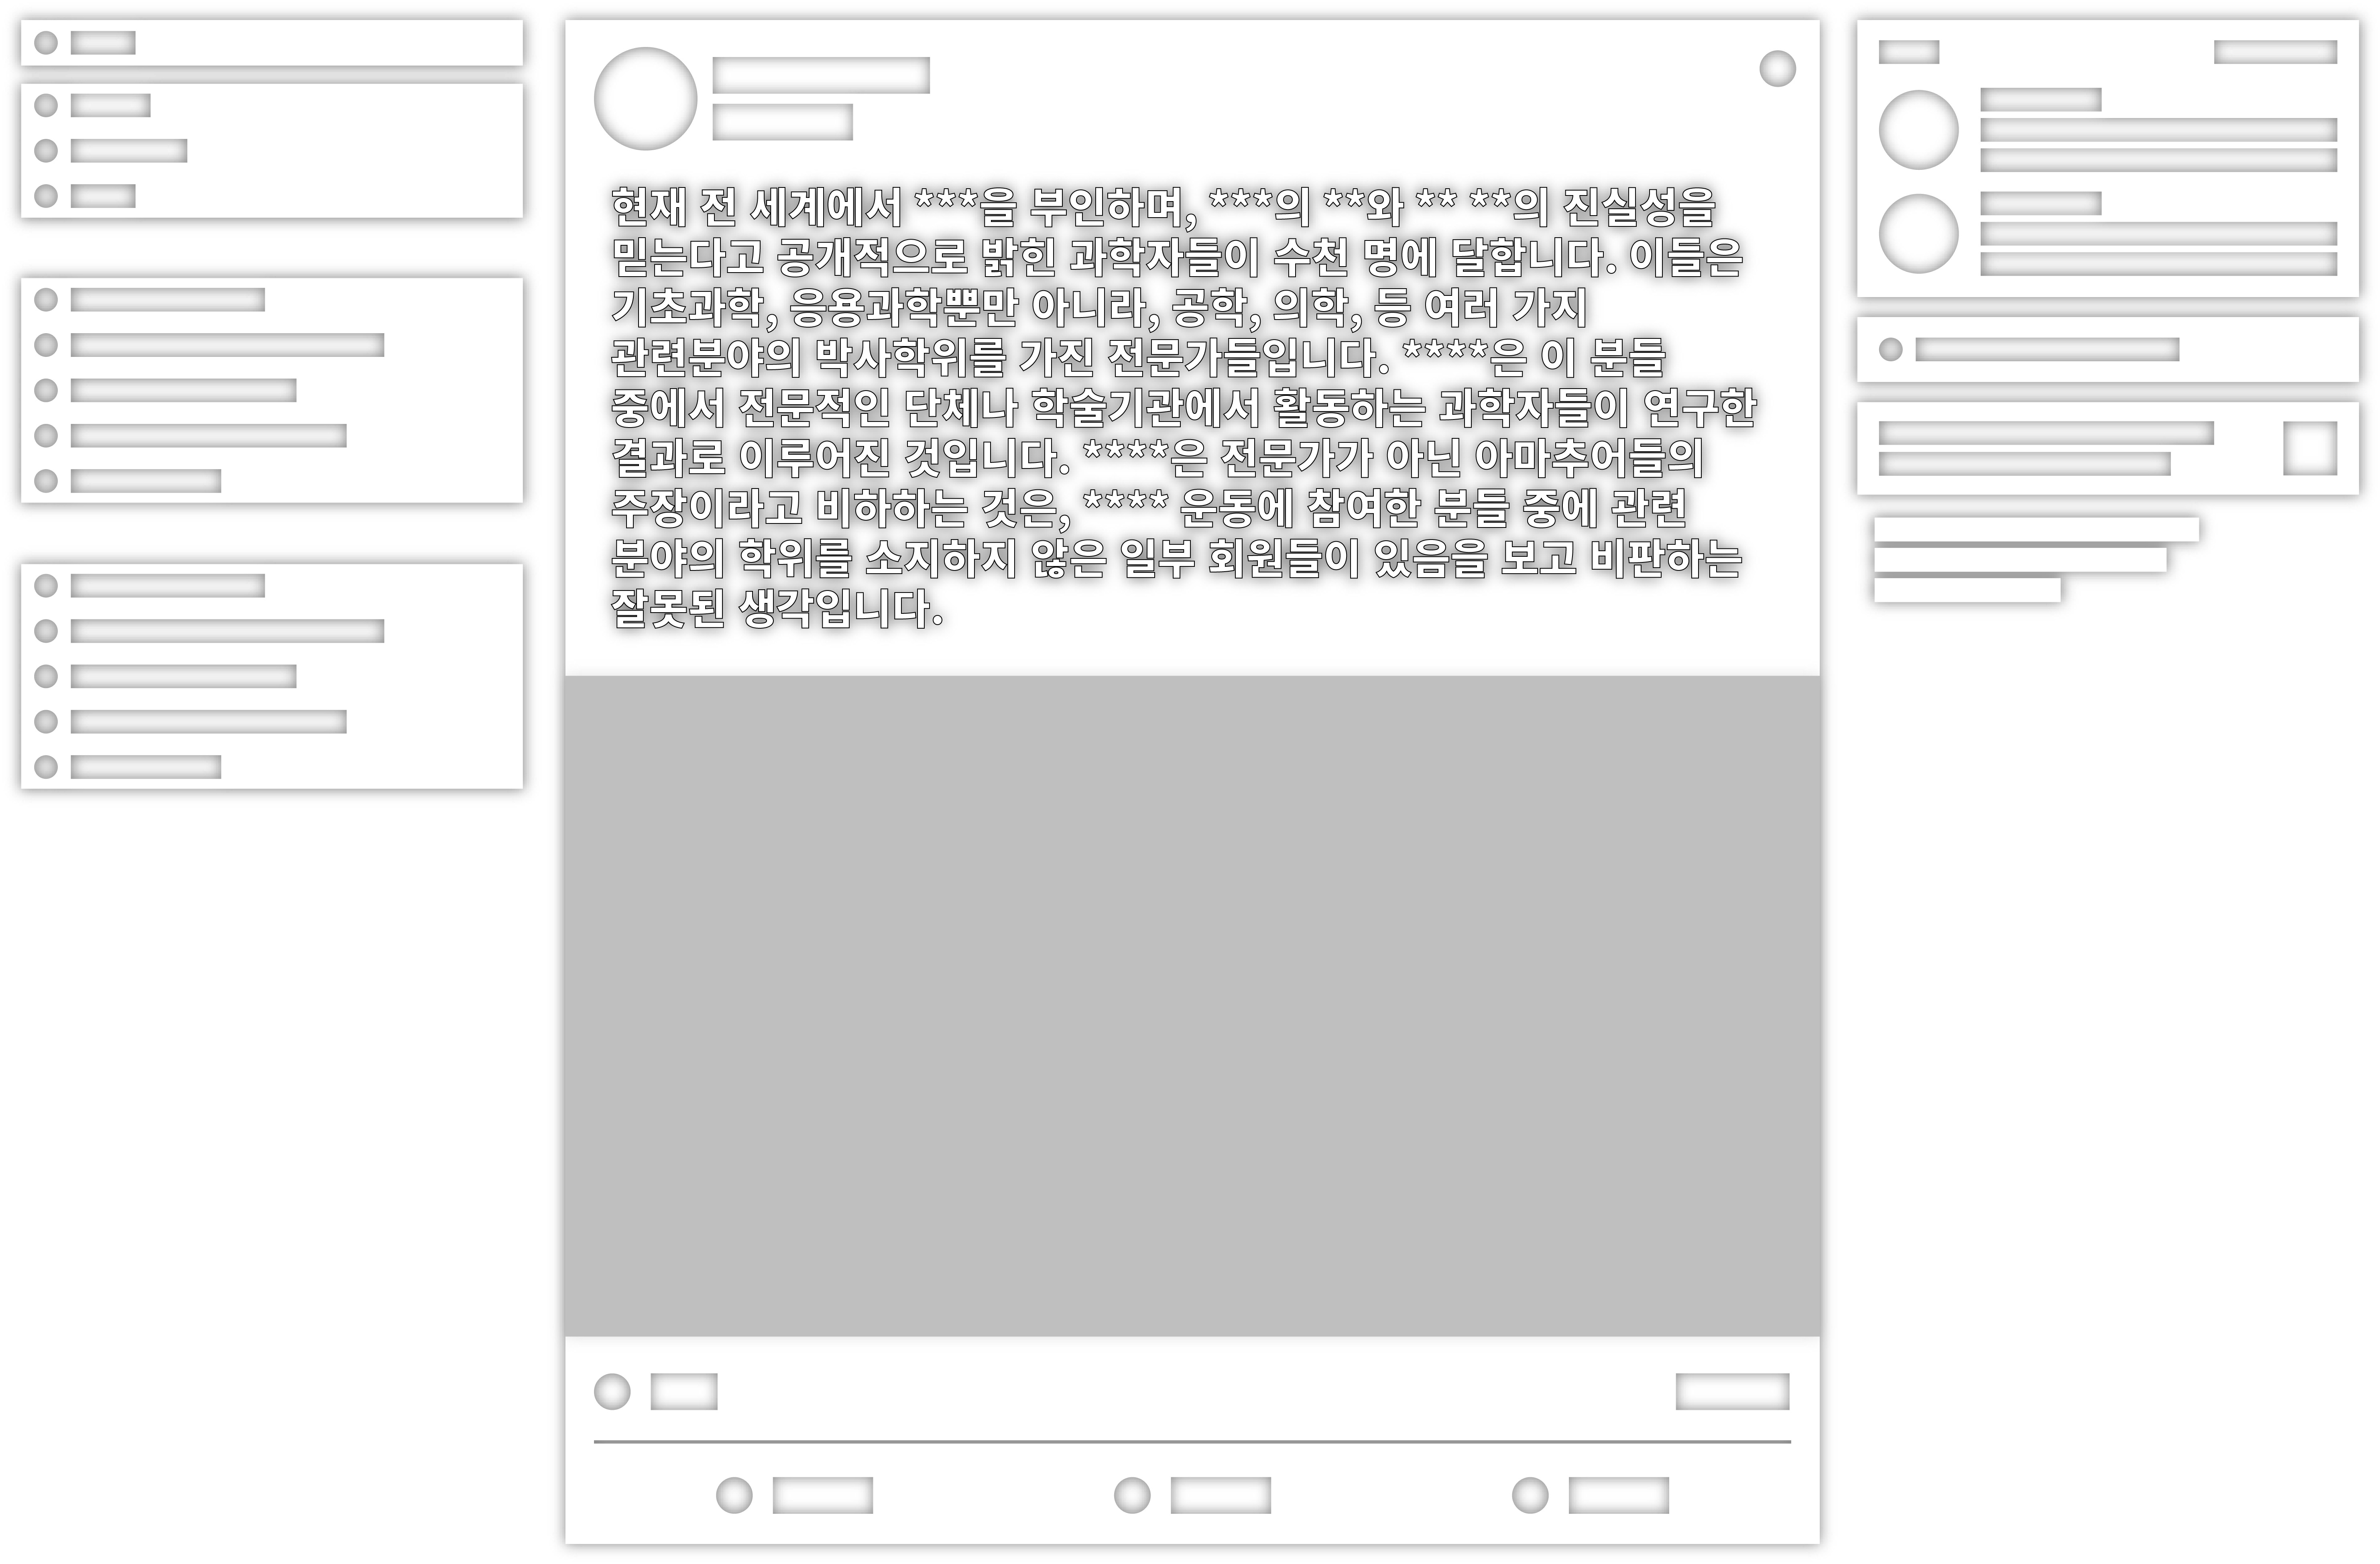 현재 전 세계에서 ***을 부인하며, ***의 **와 ** **의 진실성을
믿는다고 공개적으로 밝힌 과학자들이 수천 명에 달합니다. 이들은
기초과학, 응용과학뿐만 아니라, 공학, 의학, 등 여러 가지
관련분야의 박사학위를 가진 전문가들입니다. ****은 이 분들
중에서 전문적인 단체나 학술기관에서 활동하는 과학자들이 연구한
결과로 이루어진 것입니다. ****은 전문가가 아닌 아마추어들의
주장이라고 비하하는 것은, **** 운동에 참여한 분들 중에 관련
분야의 학위를 소지하지 않은 일부 회원들이 있음을 보고 비판하는
잘못된 생각입니다.